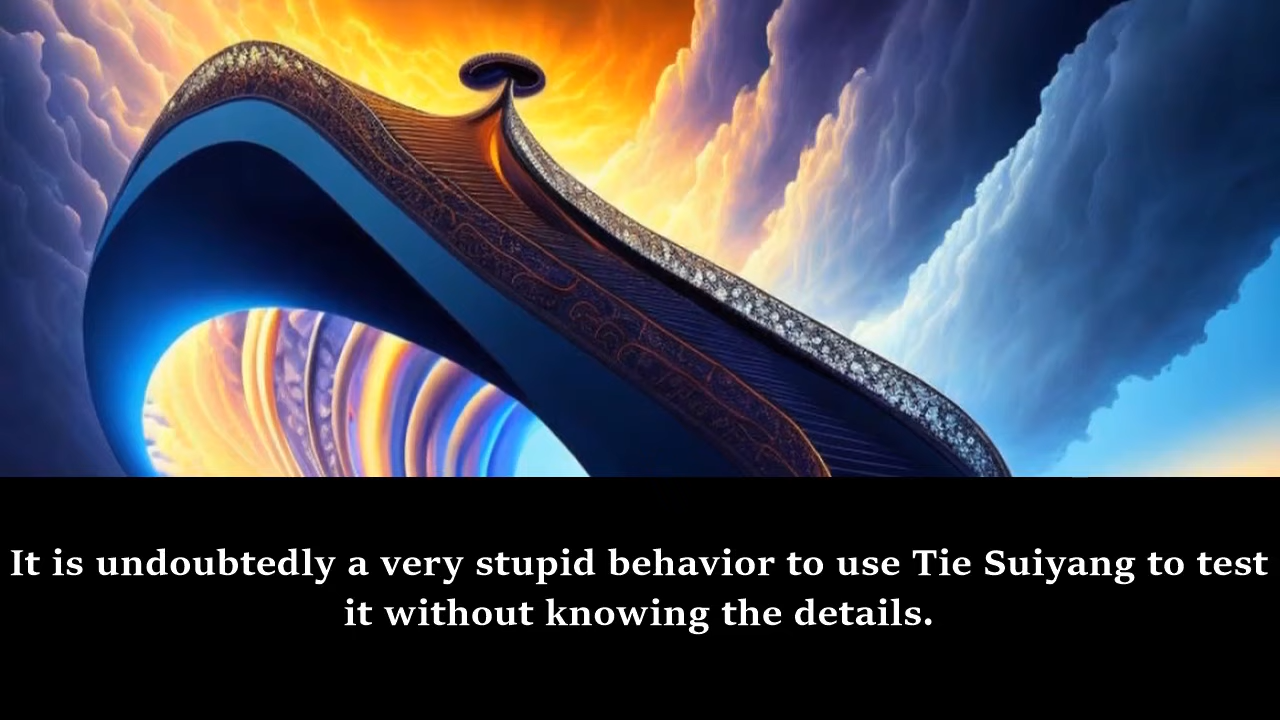 It is undoubtedly a very stupid behavior to use Tie Suiyang to test
it without knowing the details.